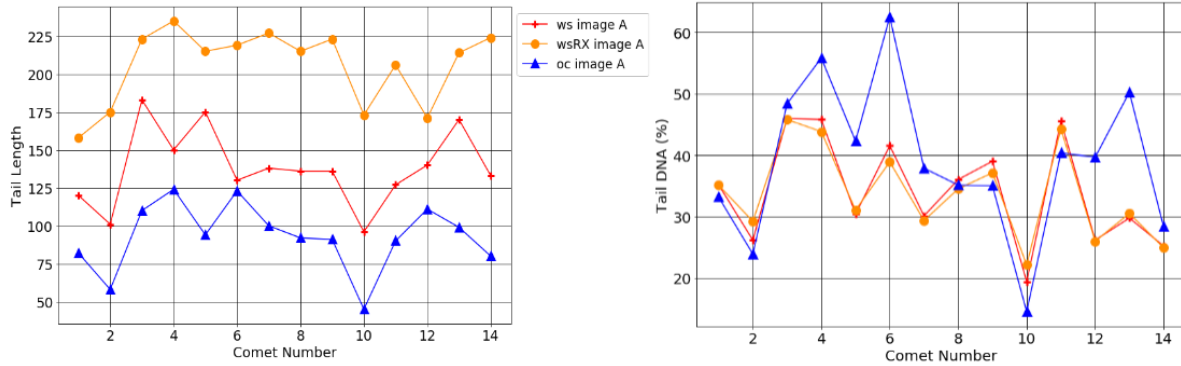 Tail Length
225
200
175
150
125
100
75
50
2 4 6 8 10 12 14
Comet Number
ws image A
wsRX image A
oc image A
Tail DNA (%)
60
50
40
30
20
2 4 6 8 10 12 14
Comet Number